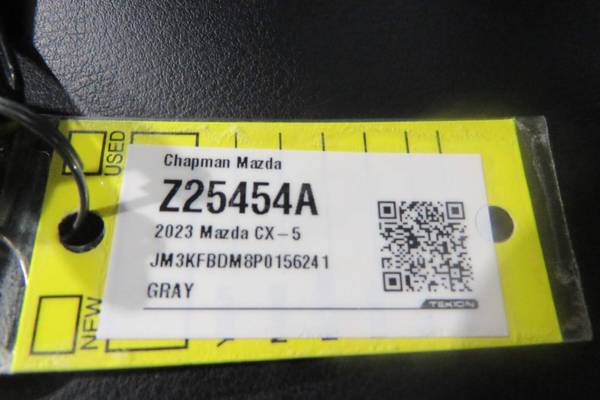 USED
Chapman Mazda
Z25454A
2023 Mazda CX-5
JM3KFBDM8P0156241
GRAY
TEKION
NEW